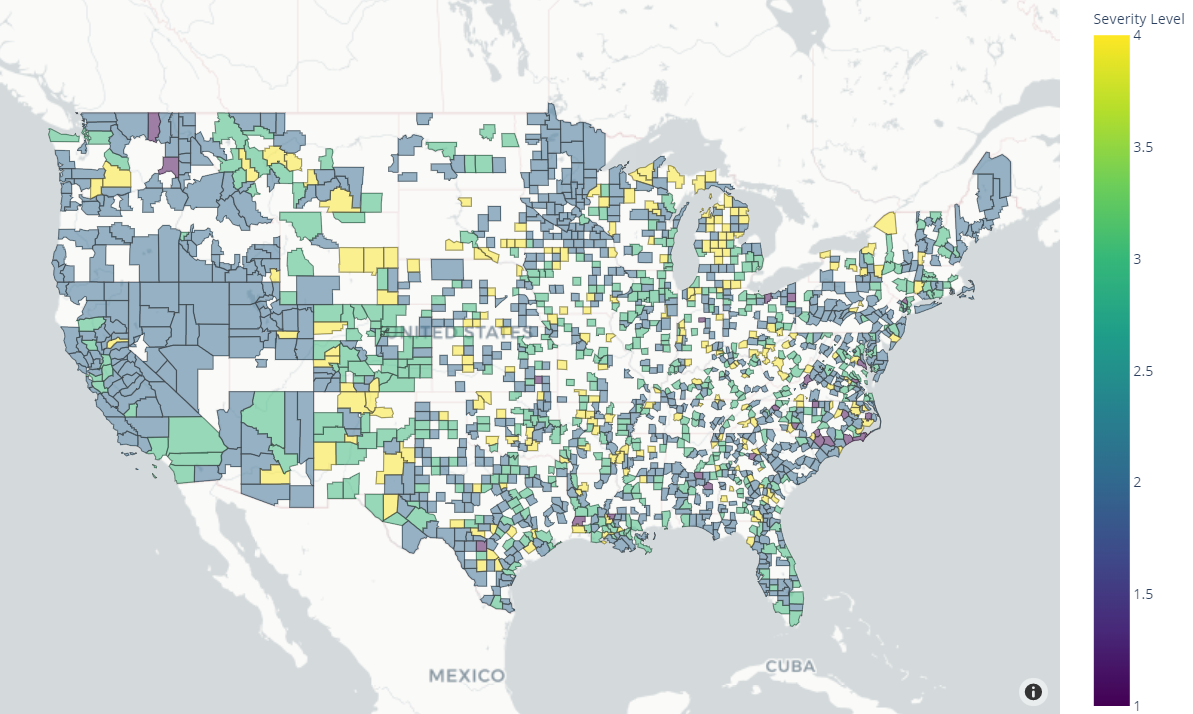 Severity Level
4
3.5
3
2.5
2
1.5
1
UNITED STATES
MEXICO
CUBA
i